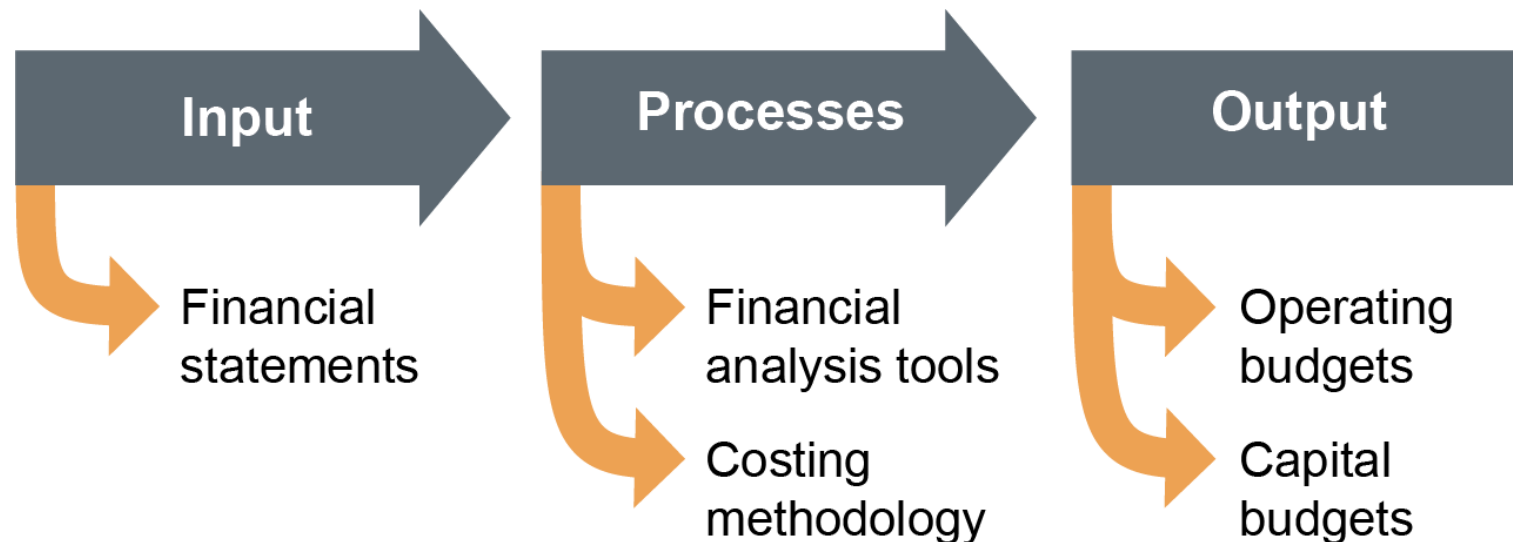 Input
Processes
Output
Financial
statements
Financial
analysis tools
Costing
methodology
Operating
budgets
Capital
budgets